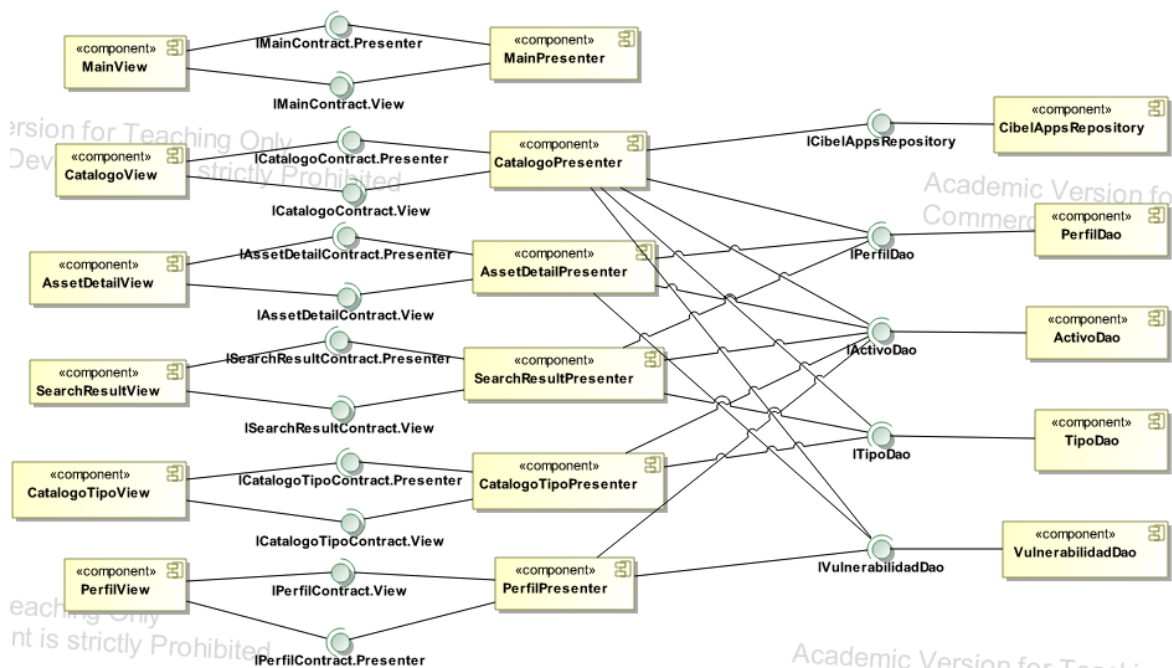 «component»
MainView
IMainContract.Presenter
«component»
MainPresenter
IMainContract.View
«component»
CatalogoView
ICatalogoContract.Presenter
«component»
CatalogoPresenter
ICatalogoContract.View
ICibelAppsRepository
«component»
CibelAppsRepository
«component»
AssetDetailView
IAssetDetailContract.Presenter
«component»
AssetDetailPresenter
IAssetDetailContract.View
IPerfilDao
«component»
PerfilDao
«component»
SearchResultView
ISearchResultContract.Presenter
«component»
SearchResultPresenter
ISearchResultContract.View
IActivoDao
«component»
ActivoDao
«component»
CatalogoTipoView
ICatalogoTipoContract.Presenter
«component»
CatalogoTipoPresenter
ICatalogoTipoContract.View
ITipoDao
«component»
TipoDao
«component»
PerfilView
IPerfilContract.View
«component»
PerfilPresenter
IPerfilContract.Presenter
IVulnerabilidadDao
«component»
VulnerabilidadDao
ersion for Teaching Only
Dev strictly Prohibited
Academic Version fo
Commerc
eaching Only
nt is strictly Prohibited
Academic Version for Teachi